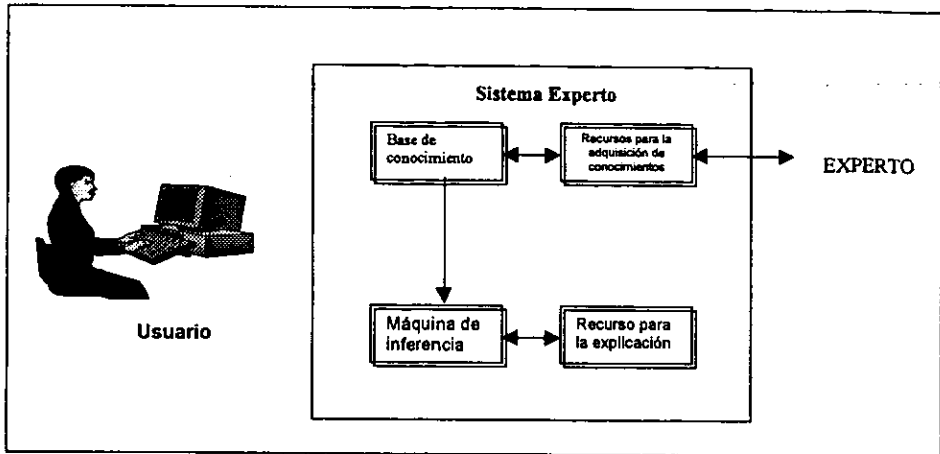 Sistema Experto
Base de
conocimiento
Recursos para la
adquisición de
conocimientos
EXPERTO
Usuario
Máquina de
inferencia
Recurso para
la explicación